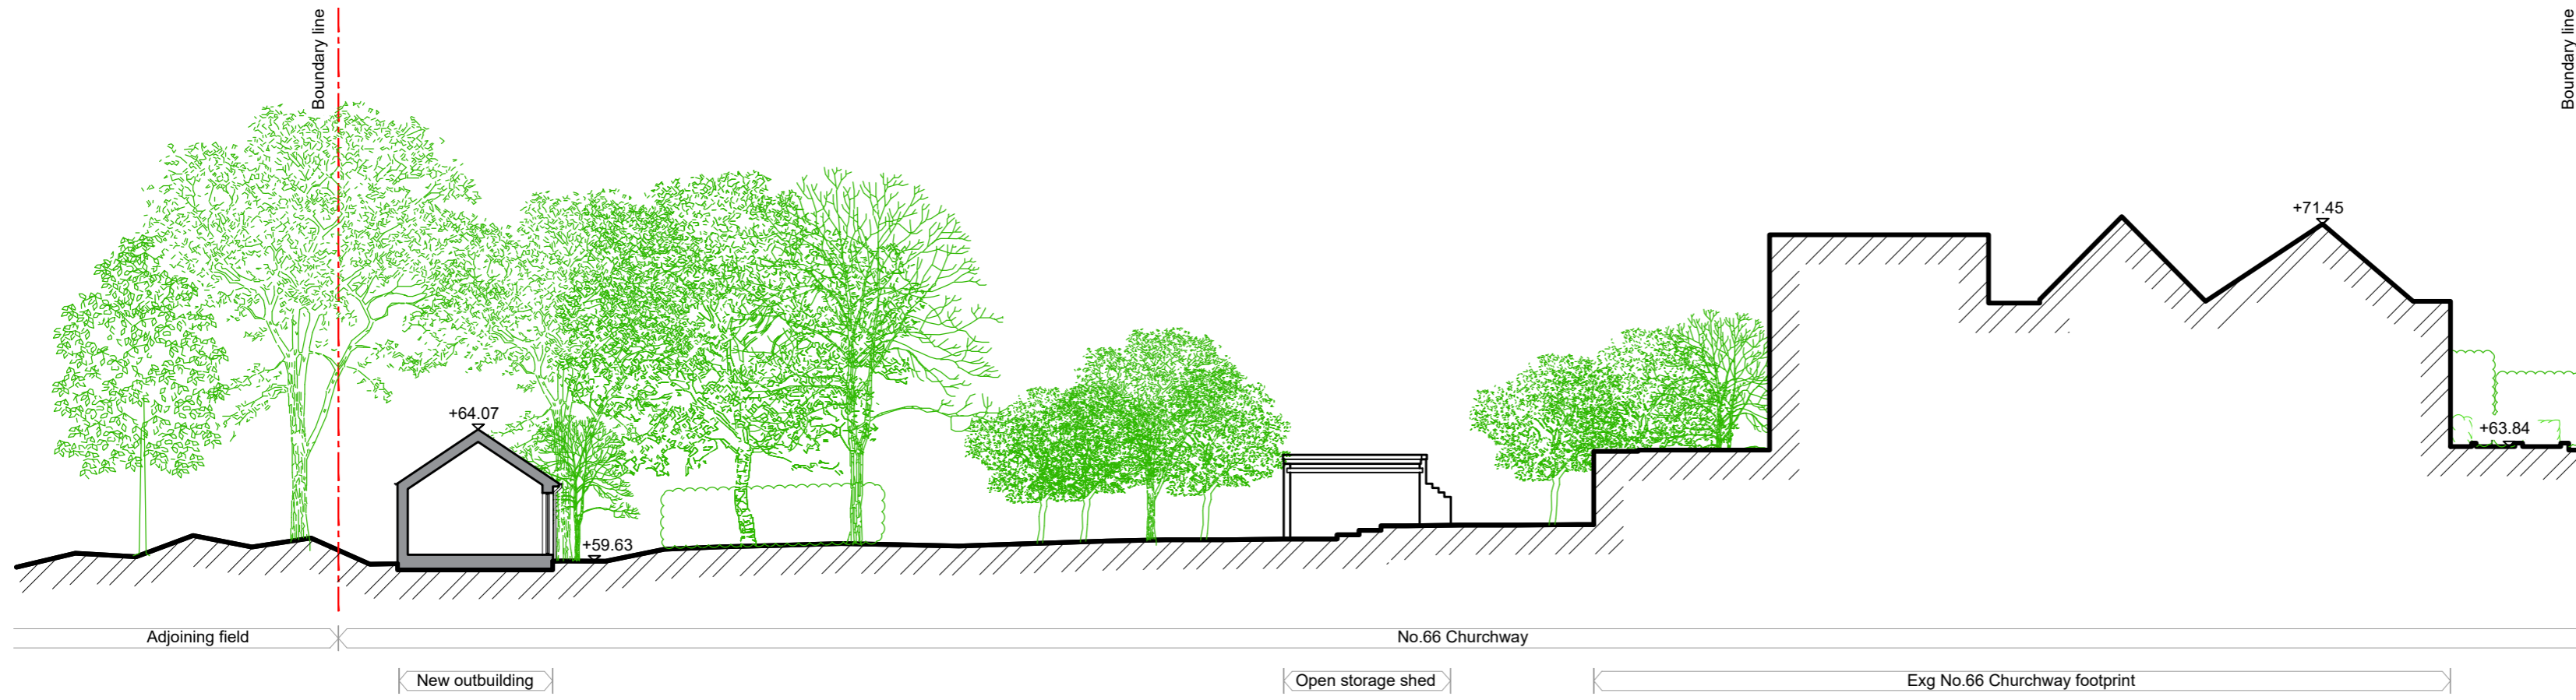 Boundary line
Boundary line
+71.45
+64.07
+63.84
+59.63
Adjoining field
No.66 Churchway
New outbuilding
Open storage shed
Exg No.66 Churchway footprint